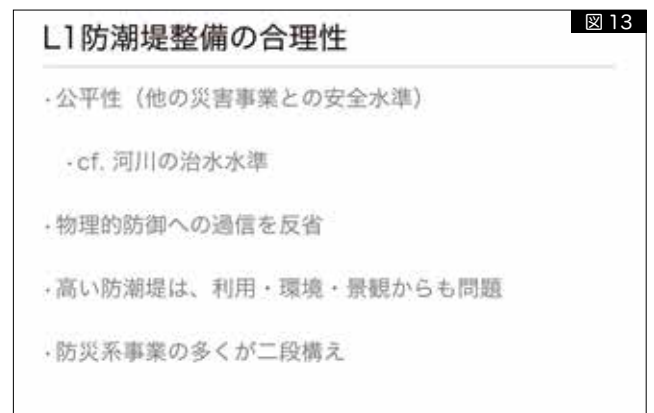 図13
L1防潮堤整備の合理性
・公平性（他の災害事業との安全水準）
・cf. 河川の治水水準
・物理的防御への過信を反省
・高い防潮堤は、利用・環境・景観からも問題
・防災系事業の多くが二段構え